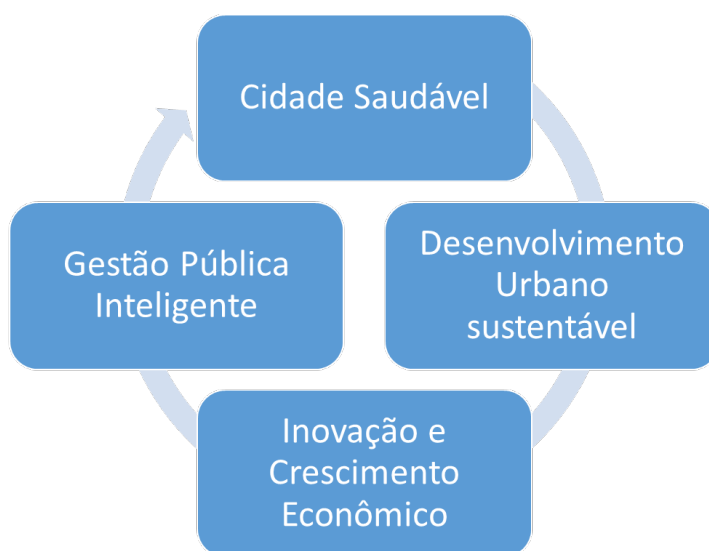 Cidade Saudável
Desenvolvimento
Urbano
sustentável
Inovação e
Crescimento
Econômico
Gestão Pública
Inteligente